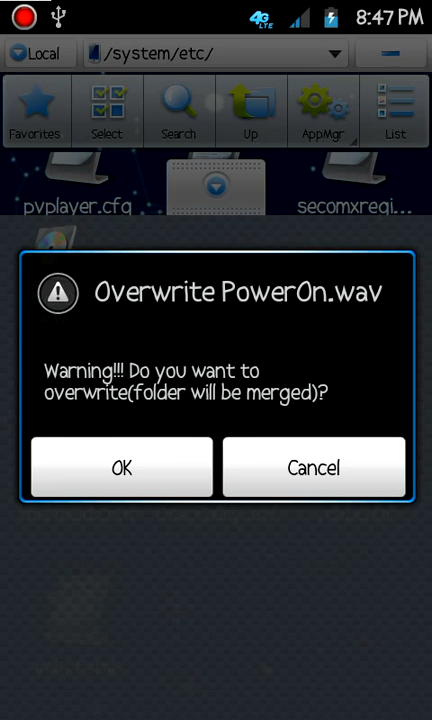 4G LTE 8:47 PM
Local /system/etc/
Favorites Select Search Up AppMgr List
pvplayer.cfg secomxregi...
Overwrite PowerOn.wav
Warning!!! Do you want to
overwrite(folder will be merged)?
OK Cancel